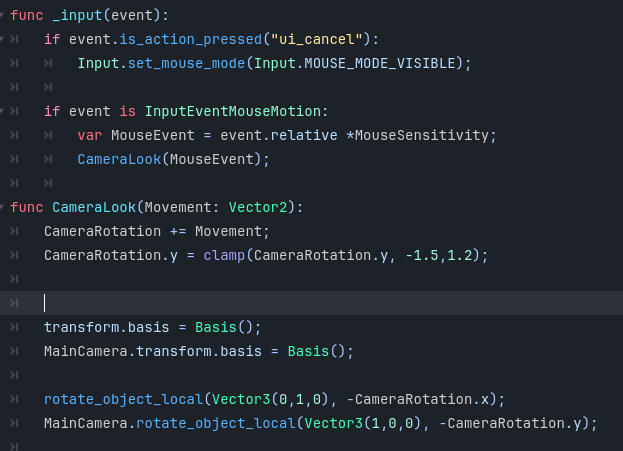 func _input(event):
if event.is_action_pressed("ui_cancel"):
Input.set_mouse_mode(Input.MOUSE_MODE_VISIBLE);
if event is InputEventMouseMotion:
var MouseEvent = event.relative *MouseSensitivity;
CameraLook(MouseEvent);
func CameraLook(Movement: Vector2):
CameraRotation += Movement;
CameraRotation.y = clamp(CameraRotation.y, -1.5,1.2);
transform.basis = Basis();
MainCamera.transform.basis = Basis();
rotate_object_local(Vector3(0,1,0), -CameraRotation.x);
MainCamera.rotate_object_local(Vector3(1,0,0), -CameraRotation.y);